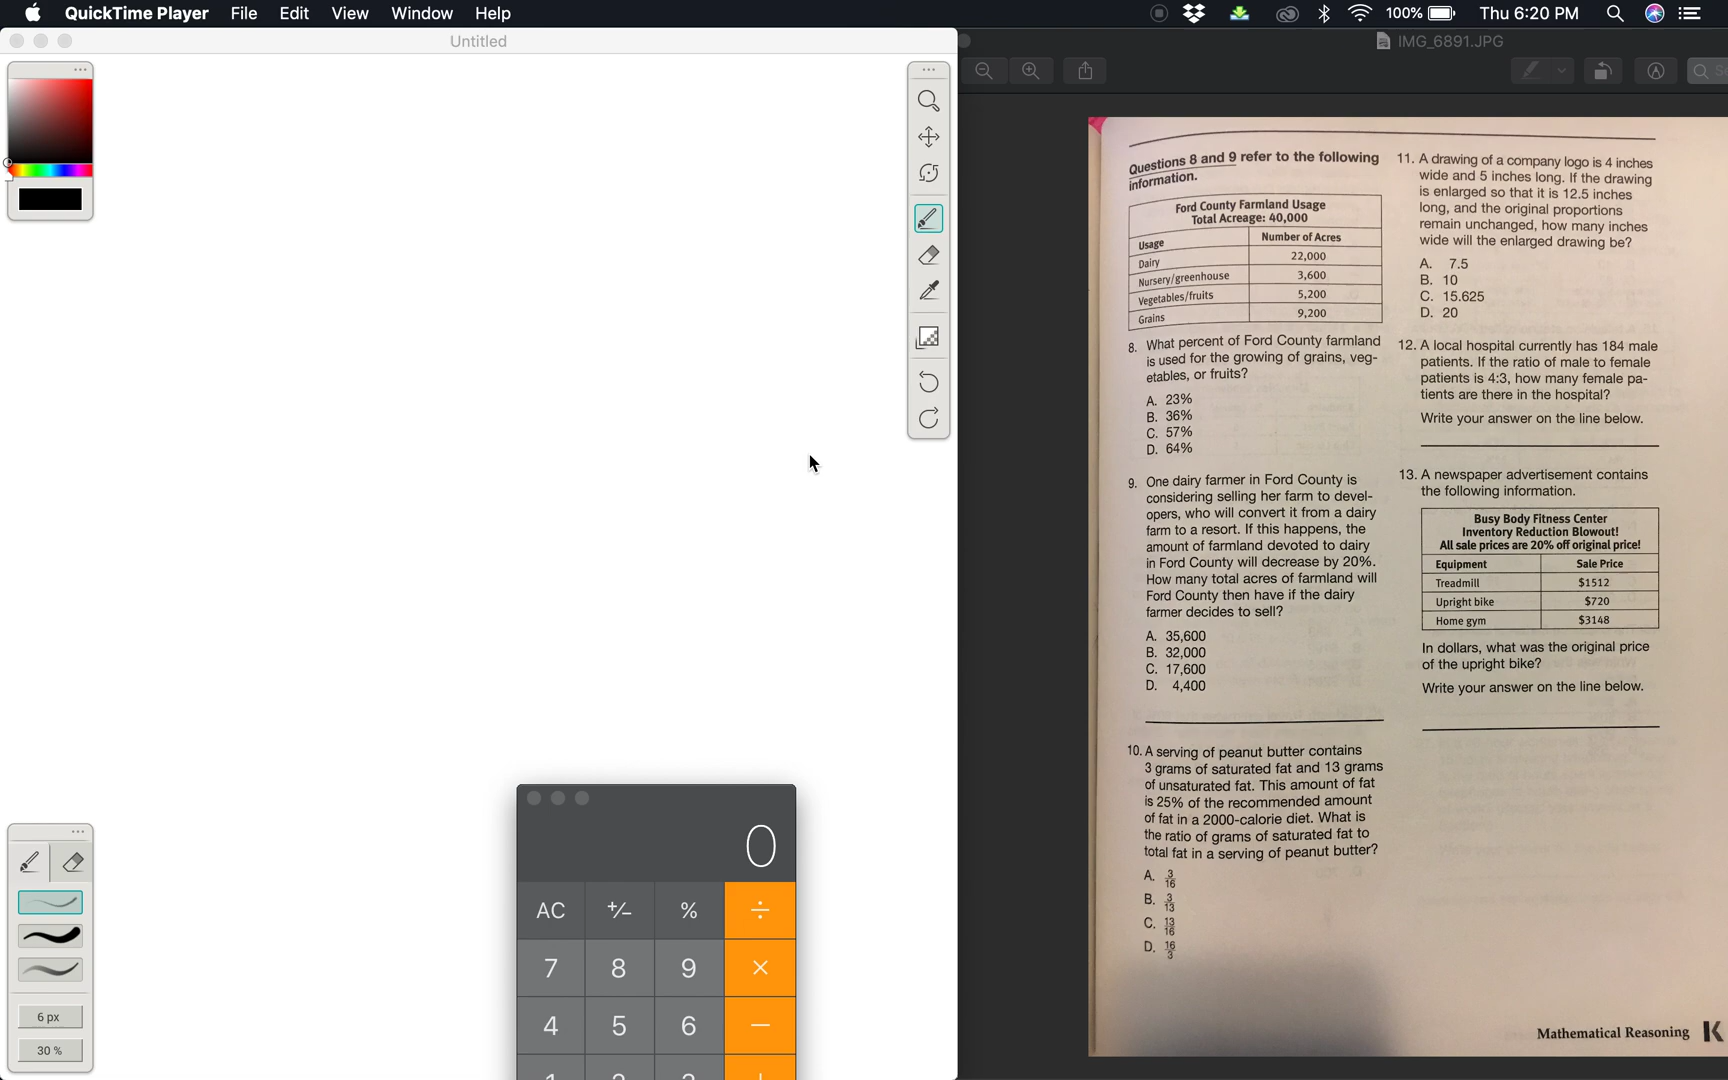 QuickTime Player File Edit View Window Help 100% Thu 6:20 PM
Untitled
IMG_6891.JPG
6 px
30 %
0
AC +/− % ÷
7 8 9 ×
4 5 6 −
Questions 8 and 9 refer to the following
information.
Ford County Farmland Usage
Total Acreage: 40,000
Usage Number of Acres
Dairy 22,000
Nursery/greenhouse 3,600
Vegetables/fruits 5,200
Grains 9,200
8. What percent of Ford County farmland
is used for the growing of grains, veg-
etables, or fruits?
A. 23%
B. 36%
C. 57%
D. 64%
9. One dairy farmer in Ford County is
considering selling her farm to devel-
opers, who will convert it from a dairy
farm to a resort. If this happens, the
amount of farmland devoted to dairy
in Ford County will decrease by 20%.
How many total acres of farmland will
Ford County then have if the dairy
farmer decides to sell?
A. 35,600
B. 32,000
C. 17,600
D. 4,400
10. A serving of peanut butter contains
3 grams of saturated fat and 13 grams
of unsaturated fat. This amount of fat
is 25% of the recommended amount
of fat in a 2000-calorie diet. What is
the ratio of grams of saturated fat to
total fat in a serving of peanut butter?
A. 3/16
B. 3/13
C. 13/16
D. 16/3
11. A drawing of a company logo is 4 inches
wide and 5 inches long. If the drawing
is enlarged so that it is 12.5 inches
long, and the original proportions
remain unchanged, how many inches
wide will the enlarged drawing be?
A. 7.5
B. 10
C. 15.625
D. 20
12. A local hospital currently has 184 male
patients. If the ratio of male to female
patients is 4:3, how many female pa-
tients are there in the hospital?
Write your answer on the line below.
13. A newspaper advertisement contains
the following information.
Busy Body Fitness Center
Inventory Reduction Blowout!
All sale prices are 20% off original price!
Equipment Sale Price
Treadmill $1512
Upright bike $720
Home gym $3148
In dollars, what was the original price
of the upright bike?
Write your answer on the line below.
Mathematical Reasoning K